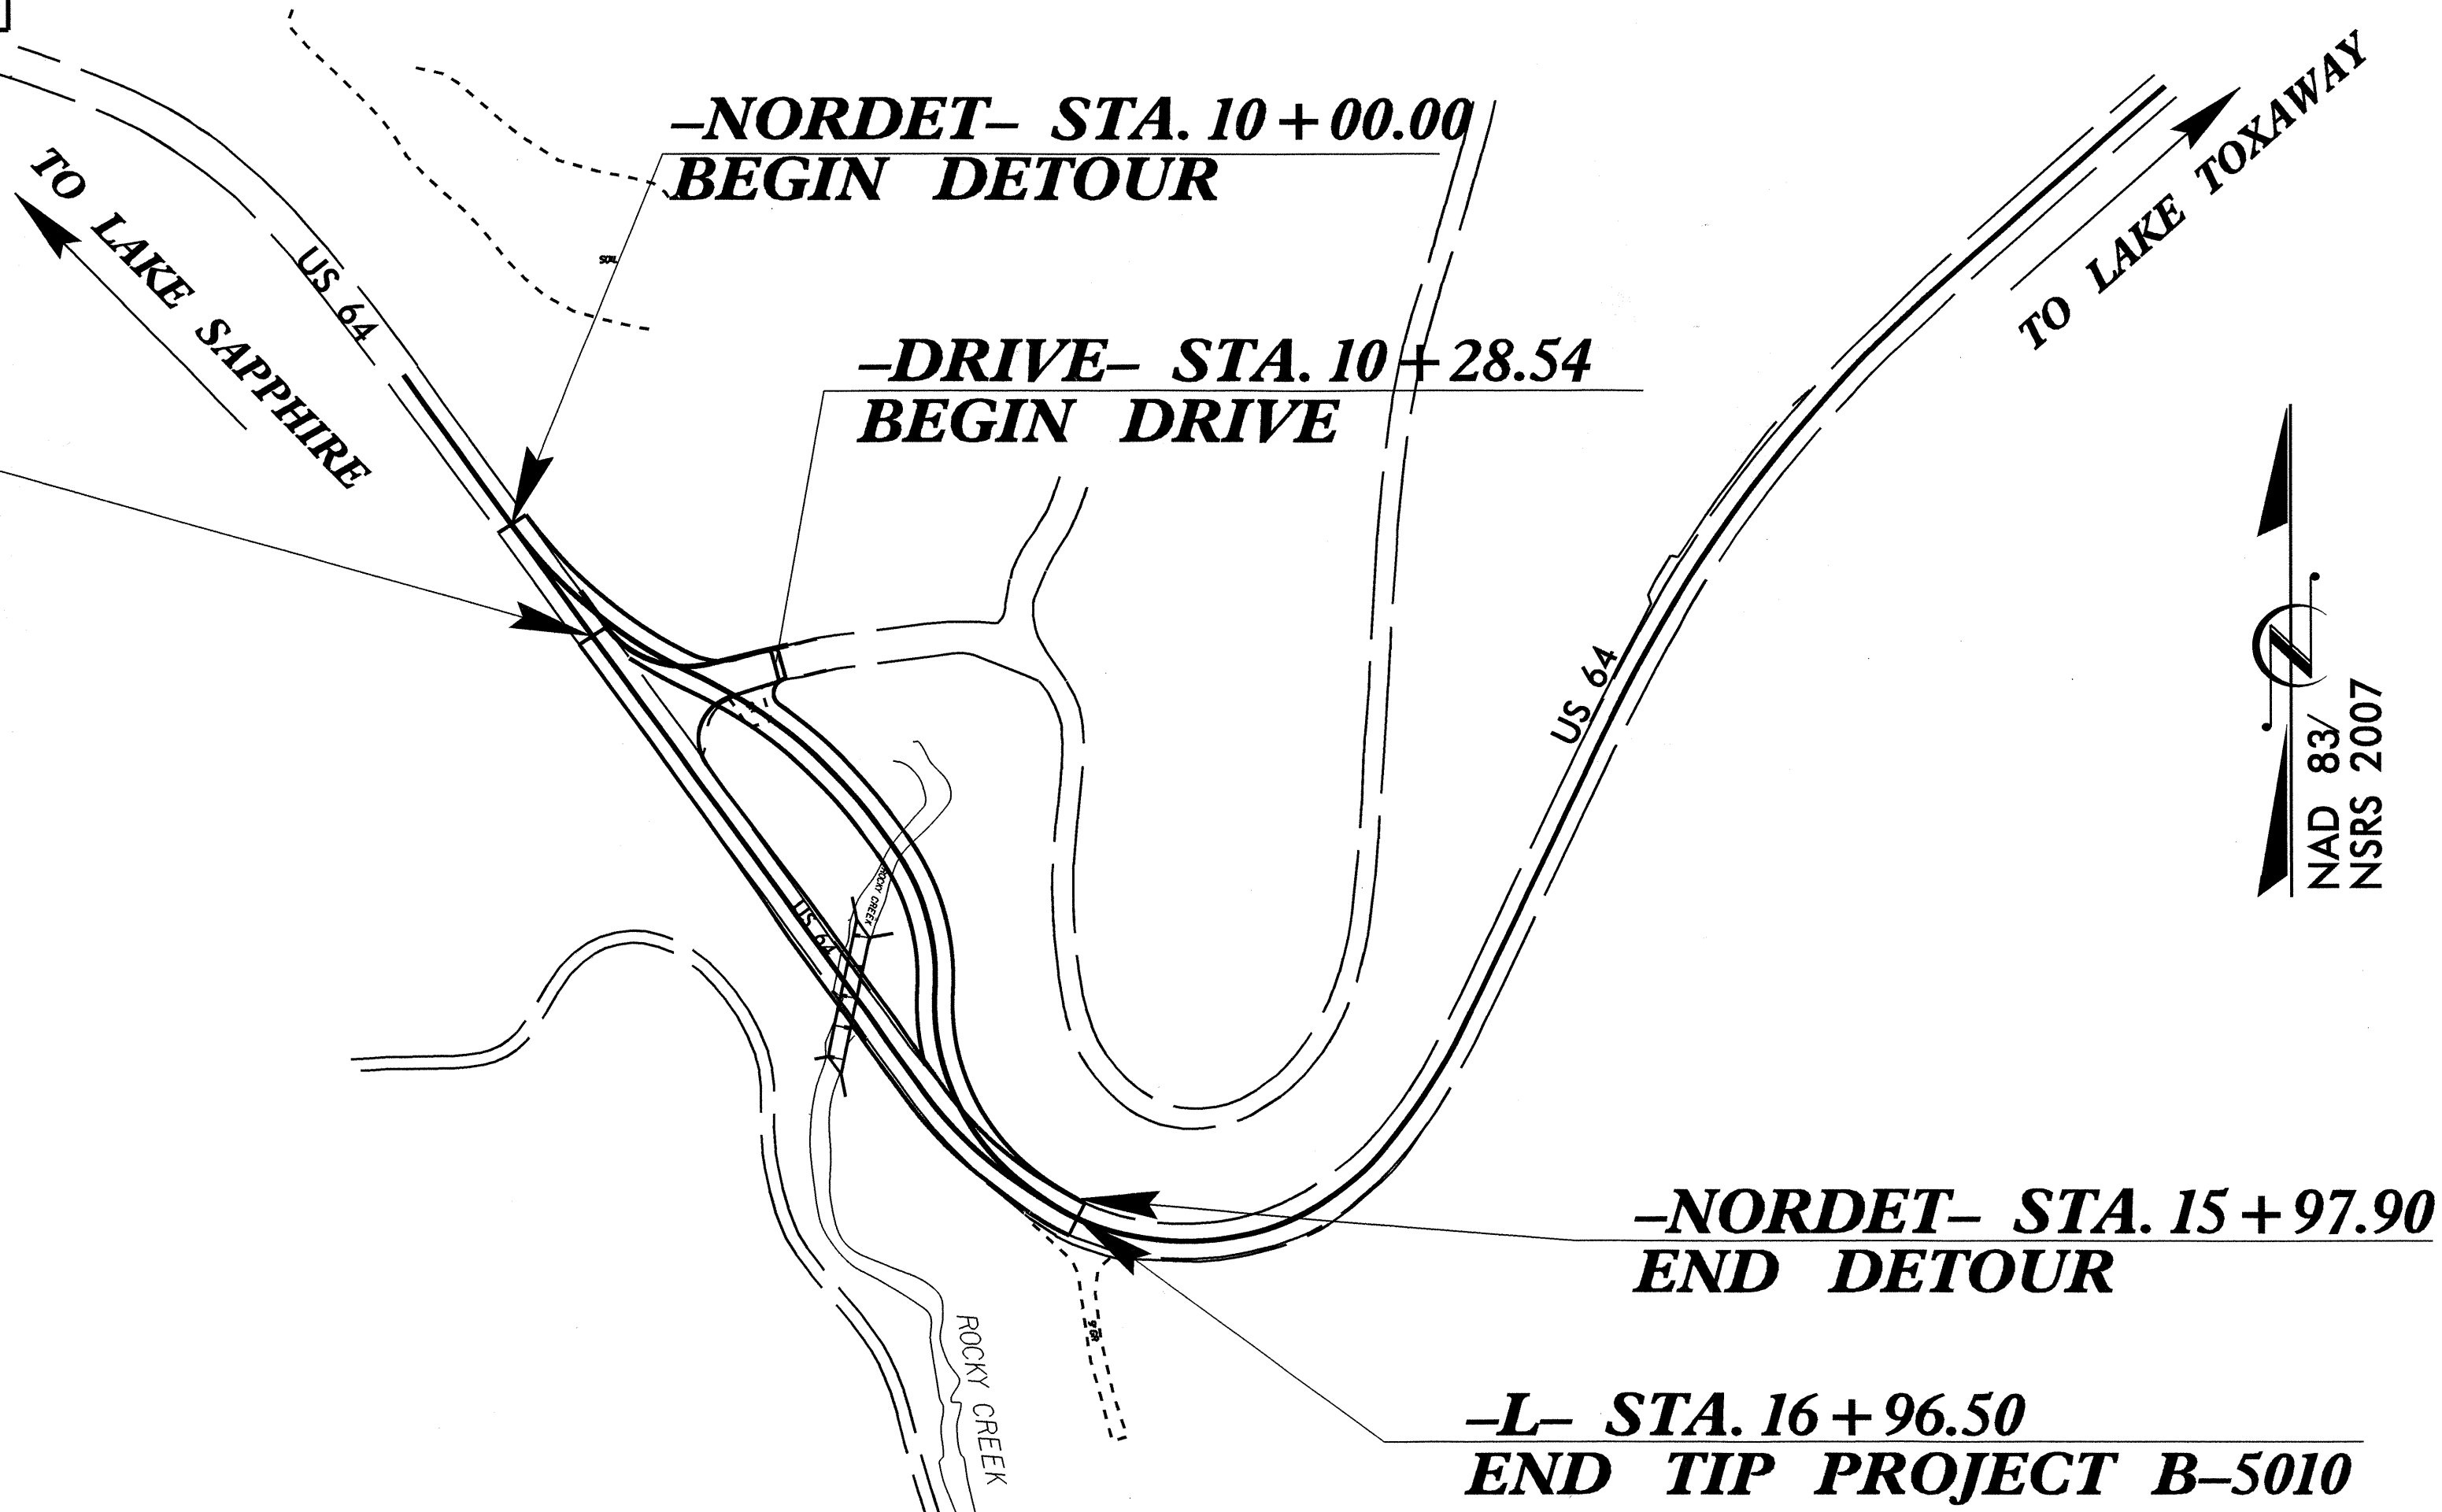 –NORDET– STA. 10 + 00.00
BEGIN DETOUR
TO LAKE SAPPHIRE
US 64
SOIL
–DRIVE– STA. 10 + 28.54
BEGIN DRIVE
TO LAKE TOXAWAY
US 64
NAD 83/
NSRS 2007
ROCKY CREEK
US 64
–NORDET– STA. 15 + 97.90
END DETOUR
ROCKY CREEK
–L– STA. 16 + 96.50
END TIP PROJECT B–5010